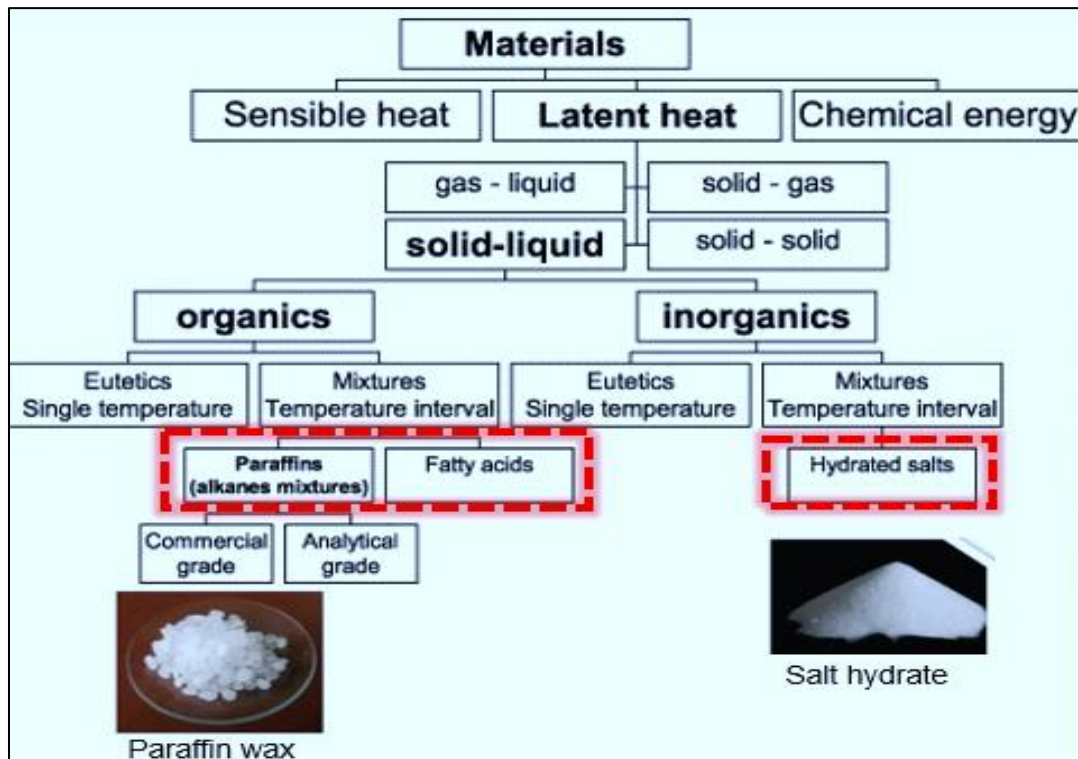 Materials
Sensible heat
Latent heat
Chemical energy
gas - liquid
solid - gas
solid-liquid
solid - solid
organics
inorganics
Eutetics
Single temperature
Mixtures
Temperature interval
Eutetics
Single temperature
Mixtures
Temperature interval
Paraffins
(alkanes mixtures)
Fatty acids
Hydrated salts
Commercial
grade
Analytical
grade
Salt hydrate
Paraffin wax